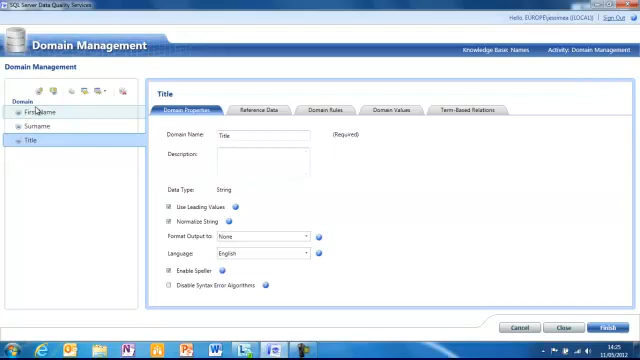 SQL Server Data Quality Services
Hello, EUROPE\jesornea ((LOCAL)) Sign Out
Domain Management
Knowledge Base: Names Activity: Domain Management
Domain Management
Domain
First Name
Surname
Title
Title
Domain Properties Reference Data Domain Rules Domain Values Term-Based Relations
Domain Name: Title (Required)
Description:
Data Type: String
Use Leading Values
Normalize String
Format Output to: None
Language: English
Enable Speller
Disable Syntax Error Algorithms
Cancel Close Finish
14:25
11/05/2012